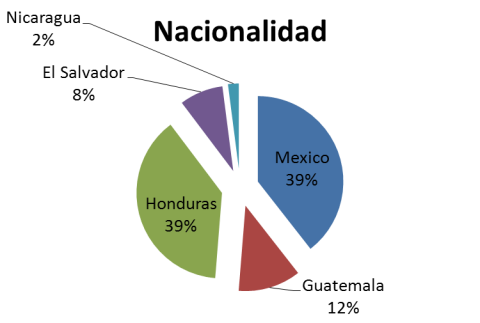 Nacionalidad
Nicaragua
2%
El Salvador
8%
Mexico
39%
Honduras
39%
Guatemala
12%